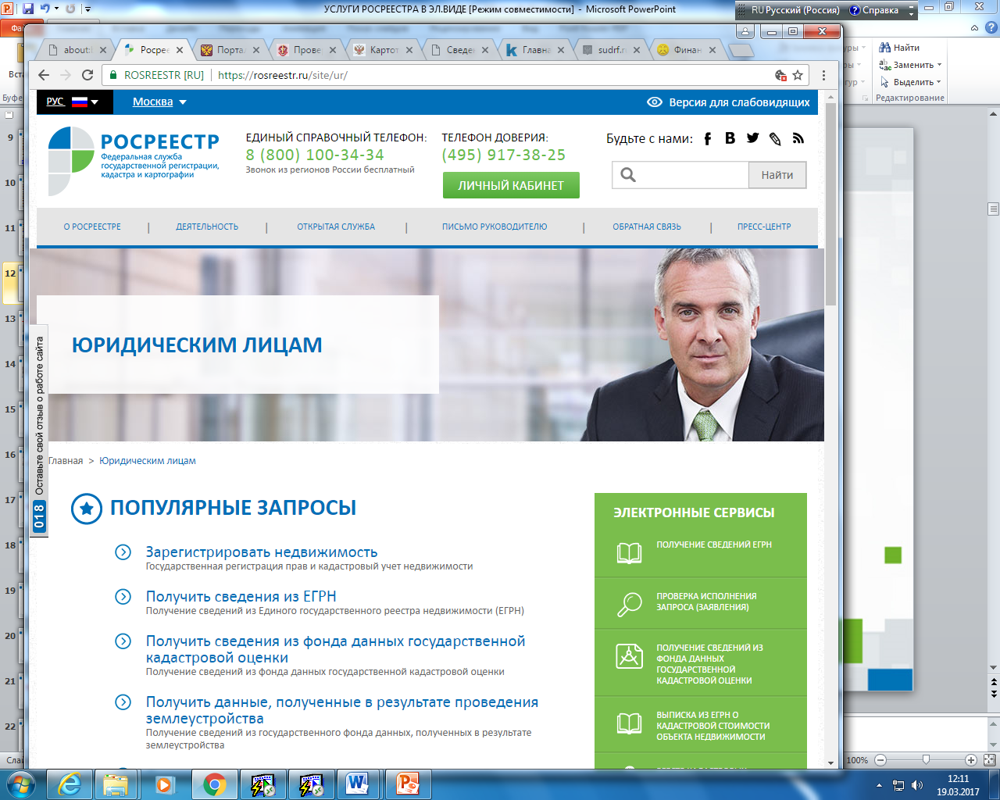 УСЛУГИ РОСРЕЕСТРА В ЭЛ.ВИДЕ [Режим совместимости] - Microsoft PowerPoint
RU Русский (Россия) Справка
about:
Росрее
Порта
Прове
Картот
Сведе
Главна
sudrf.r
Финан
ROSREESTR [RU] https://rosreestr.ru/site/ur/
Найти
Заменить
Выделить
Редактирование
РУС Москва Версия для слабовидящих
РОСРЕЕСТР
Федеральная служба
государственной регистрации,
кадастра и картографии
ЕДИНЫЙ СПРАВОЧНЫЙ ТЕЛЕФОН:
8 (800) 100-34-34
Звонок из регионов России бесплатный
ТЕЛЕФОН ДОВЕРИЯ:
(495) 917-38-25
ЛИЧНЫЙ КАБИНЕТ
Будьте с нами:
Найти
О РОСРЕЕСТРЕ | ДЕЯТЕЛЬНОСТЬ | ОТКРЫТАЯ СЛУЖБА | ПИСЬМО РУКОВОДИТЕЛЮ | ОБРАТНАЯ СВЯЗЬ | ПРЕСС-ЦЕНТР
ЮРИДИЧЕСКИМ ЛИЦАМ
Оставьте свой отзыв о работе сайта
018
Главная > Юридическим лицам
ПОПУЛЯРНЫЕ ЗАПРОСЫ
Зарегистрировать недвижимость
Государственная регистрация прав и кадастровый учет недвижимости
Получить сведения из ЕГРН
Получение сведений из Единого государственного реестра недвижимости (ЕГРН)
Получить сведения из фонда данных государственной
кадастровой оценки
Получение сведений из фонда данных государственной кадастровой оценки
Получить данные, полученные в результате проведения
землеустройства
Получение сведений из государственного фонда данных, полученных в результате
землеустройства
ЭЛЕКТРОННЫЕ СЕРВИСЫ
ПОЛУЧЕНИЕ СВЕДЕНИЙ ЕГРН
ПРОВЕРКА ИСПОЛНЕНИЯ
ЗАПРОСА (ЗАЯВЛЕНИЯ)
ПОЛУЧЕНИЕ СВЕДЕНИЙ ИЗ
ФОНДА ДАННЫХ
ГОСУДАРСТВЕННОЙ
КАДАСТРОВОЙ ОЦЕНКИ
ВЫПИСКА ИЗ ЕГРН О
КАДАСТРОВОЙ СТОИМОСТИ
ОБЪЕКТА НЕДВИЖИМОСТИ
9
10
11
12
13
14
15
16
17
18
19
20
21
22
100%
12:11
19.03.2017